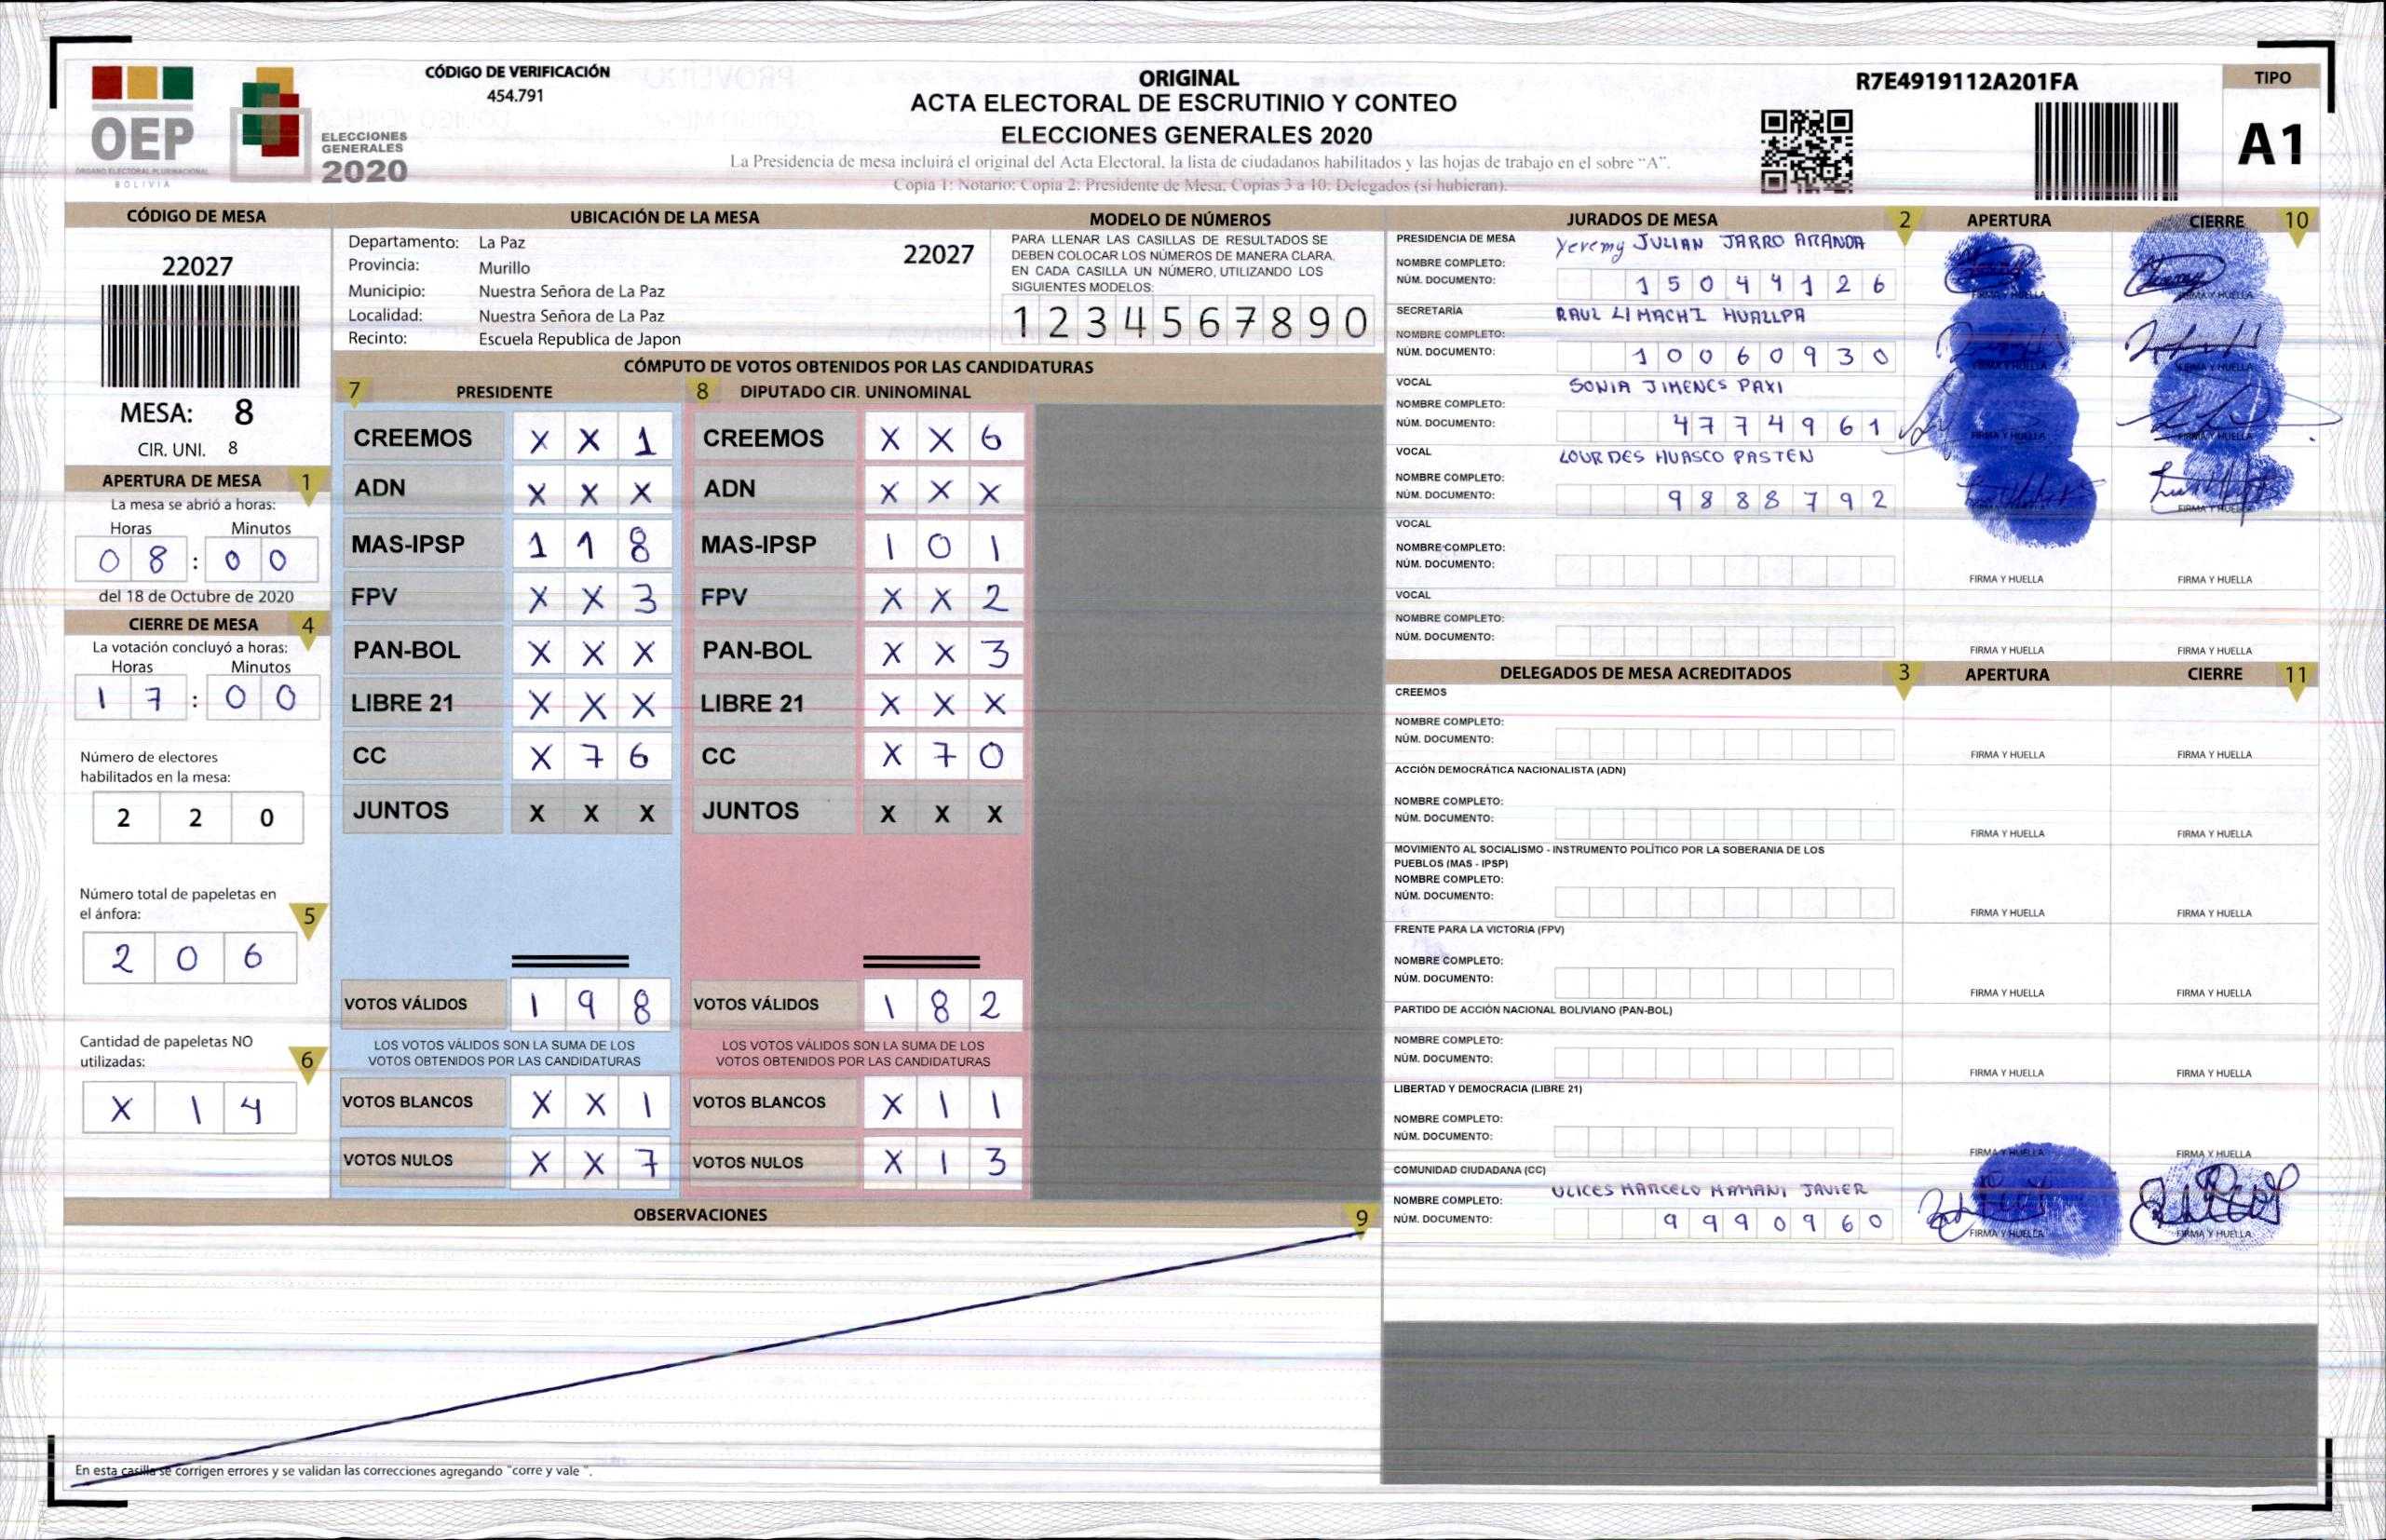 OEP
ÓRGANO ELECTORAL PLURINACIONAL
BOLIVIA
ELECCIONES
GENERALES
2020
CÓDIGO DE VERIFICACIÓN
454.791
ORIGINAL
ACTA ELECTORAL DE ESCRUTINIO Y CONTEO
ELECCIONES GENERALES 2020
La Presidencia de mesa incluirá el original del Acta Electoral, la lista de ciudadanos habilitados y las hojas de trabajo en el sobre "A".
Copia 1: Notario; Copia 2: Presidente de Mesa, Copias 3 a 10: Delegados (si hubieran).
R7E4919112A201FA
TIPO
A1
CÓDIGO DE MESA
22027
MESA: 8
CIR. UNI. 8
APERTURA DE MESA 1
La mesa se abrió a horas:
Horas Minutos
0 8 : 0 0
del 18 de Octubre de 2020
CIERRE DE MESA 4
La votación concluyó a horas:
Horas Minutos
1 7 : 0 0
Número de electores
habilitados en la mesa:
2 2 0
Número total de papeletas en
el ánfora: 5
2 0 6
Cantidad de papeletas NO
utilizadas: 6
X 1 4
UBICACIÓN DE LA MESA
Departamento: La Paz 22027
Provincia: Murillo
Municipio: Nuestra Señora de La Paz
Localidad: Nuestra Señora de La Paz
Recinto: Escuela Republica de Japon
MODELO DE NÚMEROS
PARA LLENAR LAS CASILLAS DE RESULTADOS SE
DEBEN COLOCAR LOS NÚMEROS DE MANERA CLARA.
EN CADA CASILLA UN NÚMERO, UTILIZANDO LOS
SIGUIENTES MODELOS:
1 2 3 4 5 6 7 8 9 0
CÓMPUTO DE VOTOS OBTENIDOS POR LAS CANDIDATURAS
7 PRESIDENTE 8 DIPUTADO CIR. UNINOMINAL
CREEMOS X X 1 CREEMOS X X 6
ADN X X X ADN X X X
MAS-IPSP 1 1 8 MAS-IPSP 1 0 1
FPV X X 3 FPV X X 2
PAN-BOL X X X PAN-BOL X X 3
LIBRE 21 X X X LIBRE 21 X X X
CC X 7 6 CC X 7 0
JUNTOS X X X JUNTOS X X X
VOTOS VÁLIDOS 1 9 8 VOTOS VÁLIDOS 1 8 2
LOS VOTOS VÁLIDOS SON LA SUMA DE LOS LOS VOTOS VÁLIDOS SON LA SUMA DE LOS
VOTOS OBTENIDOS POR LAS CANDIDATURAS VOTOS OBTENIDOS POR LAS CANDIDATURAS
VOTOS BLANCOS X X 1 VOTOS BLANCOS X 1 1
VOTOS NULOS X X 7 VOTOS NULOS X 1 3
OBSERVACIONES 9
En esta casilla se corrigen errores y se validan las correcciones agregando "corre y vale ".
JURADOS DE MESA 2 APERTURA CIERRE 10
PRESIDENCIA DE MESA
NOMBRE COMPLETO: Yeremy JULIAN JARRO ARANDA
NÚM. DOCUMENTO: 1 5 0 4 4 1 2 6
FIRMA Y HUELLA FIRMA Y HUELLA
SECRETARÍA
NOMBRE COMPLETO: RAUL LIMACHI HUALLPA
NÚM. DOCUMENTO: 1 0 0 6 0 9 3 0
FIRMA Y HUELLA FIRMA Y HUELLA
VOCAL
NOMBRE COMPLETO: SONIA JIMENES PAXI
NÚM. DOCUMENTO: 4 7 7 4 9 6 1
FIRMA Y HUELLA FIRMA Y HUELLA
VOCAL
NOMBRE COMPLETO: LOURDES HUASCO PASTEN
NÚM. DOCUMENTO: 9 8 8 8 7 9 2
FIRMA Y HUELLA
VOCAL
NOMBRE COMPLETO:
NÚM. DOCUMENTO:
FIRMA Y HUELLA FIRMA Y HUELLA
VOCAL
NOMBRE COMPLETO:
NÚM. DOCUMENTO:
FIRMA Y HUELLA FIRMA Y HUELLA
DELEGADOS DE MESA ACREDITADOS 3 APERTURA CIERRE 11
CREEMOS
NOMBRE COMPLETO:
NÚM. DOCUMENTO:
FIRMA Y HUELLA FIRMA Y HUELLA
ACCIÓN DEMOCRÁTICA NACIONALISTA (ADN)
NOMBRE COMPLETO:
NÚM. DOCUMENTO:
FIRMA Y HUELLA FIRMA Y HUELLA
MOVIMIENTO AL SOCIALISMO - INSTRUMENTO POLÍTICO POR LA SOBERANIA DE LOS
PUEBLOS (MAS - IPSP)
NOMBRE COMPLETO:
NÚM. DOCUMENTO:
FIRMA Y HUELLA FIRMA Y HUELLA
FRENTE PARA LA VICTORIA (FPV)
NOMBRE COMPLETO:
NÚM. DOCUMENTO:
FIRMA Y HUELLA FIRMA Y HUELLA
PARTIDO DE ACCIÓN NACIONAL BOLIVIANO (PAN-BOL)
NOMBRE COMPLETO:
NÚM. DOCUMENTO:
FIRMA Y HUELLA FIRMA Y HUELLA
LIBERTAD Y DEMOCRACIA (LIBRE 21)
NOMBRE COMPLETO:
NÚM. DOCUMENTO:
FIRMA Y HUELLA FIRMA Y HUELLA
COMUNIDAD CIUDADANA (CC)
NOMBRE COMPLETO: ULICES MARCELO MAMANI JAVIER
NÚM. DOCUMENTO: 9 9 9 0 9 6 0
FIRMA Y HUELLA FIRMA Y HUELLA